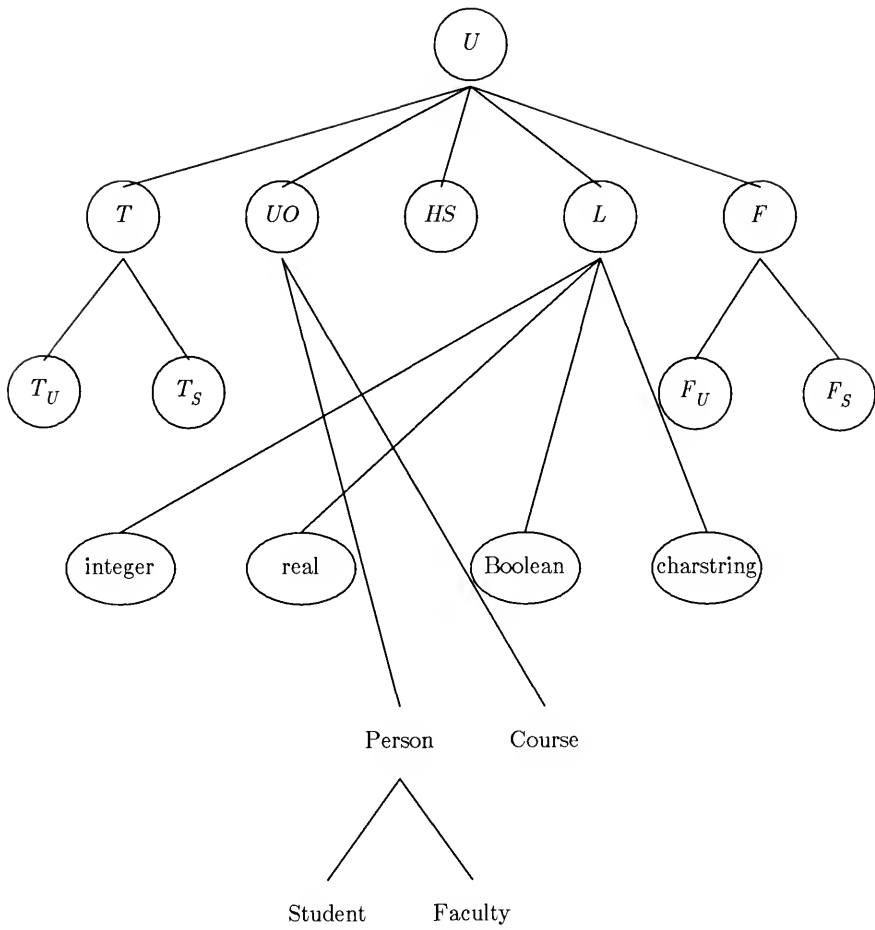 U
T UO HS L F
T_U T_S F_U F_S
integer real Boolean charstring
Person Course
Student Faculty